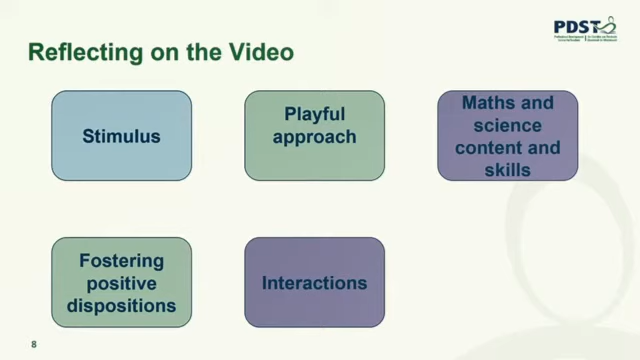 PDST
Reflecting on the Video
Stimulus
Playful
approach
Maths and
science
content and
skills
Fostering
positive
dispositions
Interactions
8